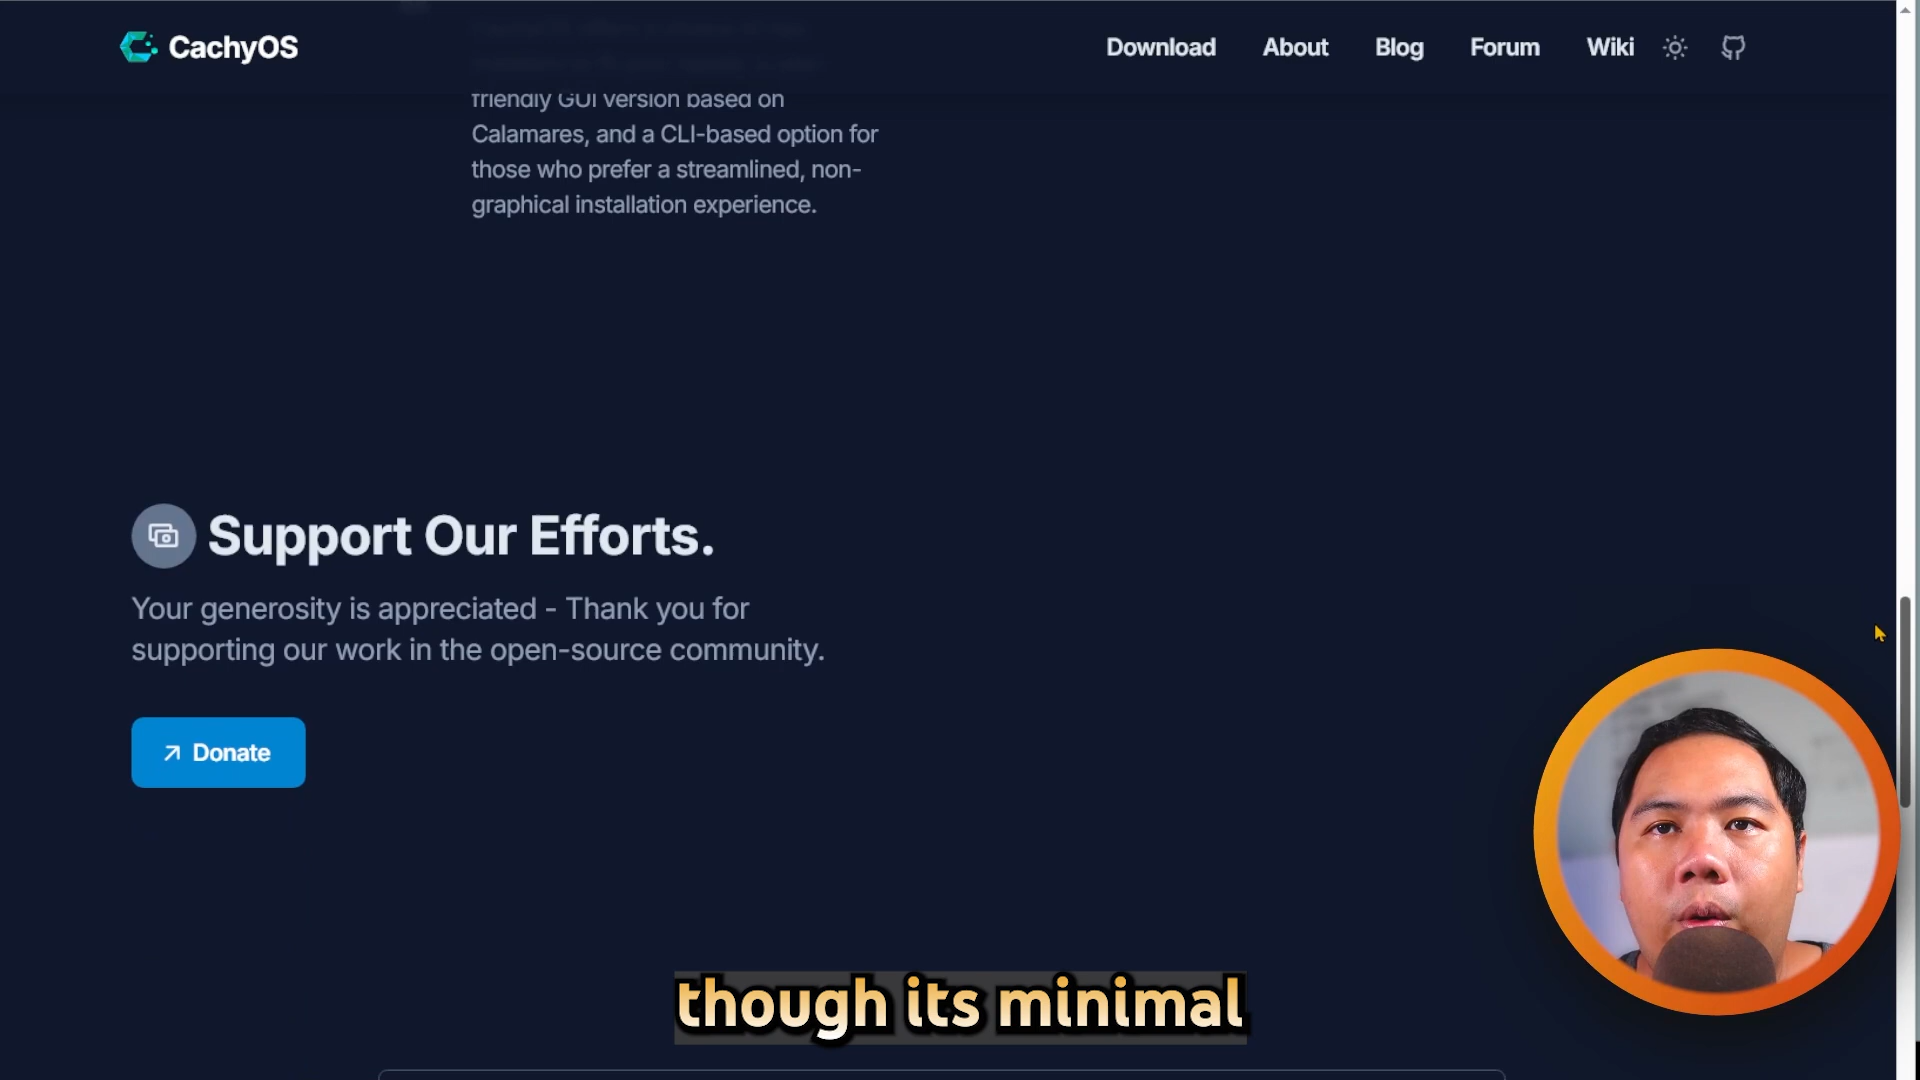 CachyOS
Download
About
Blog
Forum
Wiki
friendly GUI version based on
Calamares, and a CLI-based option for
those who prefer a streamlined, non-
graphical installation experience.
Support Our Efforts.
Your generosity is appreciated - Thank you for
supporting our work in the open-source community.
Donate
though its minimal